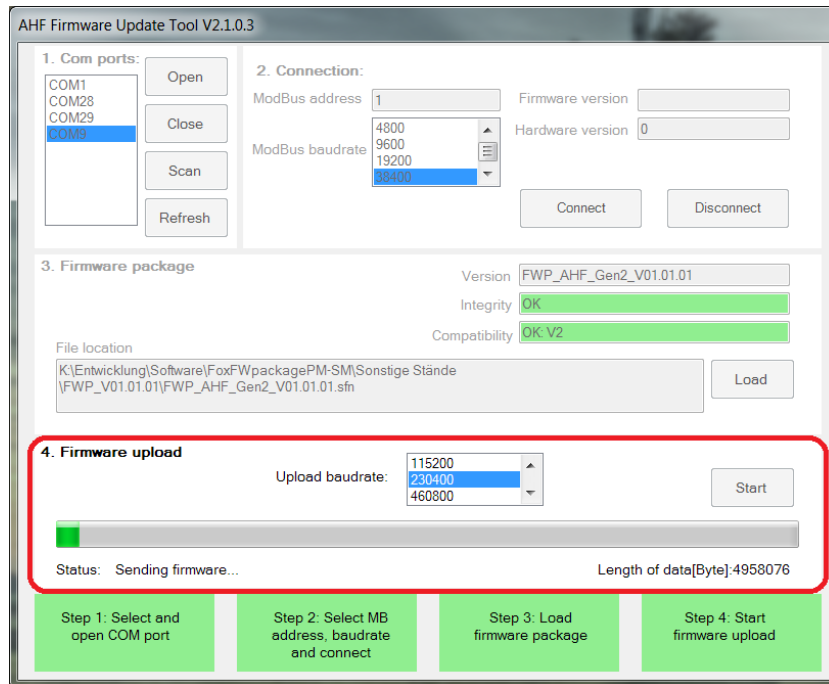 AHF Firmware Update Tool V2.1.0.3
1. Com ports:
COM1
COM28
COM29
COM9
Open
Close
Scan
Refresh
2. Connection:
ModBus address 1
ModBus baudrate
4800
9600
19200
38400
Firmware version
Hardware version 0
Connect
Disconnect
3. Firmware package
Version FWP_AHF_Gen2_V01.01.01
Integrity OK
Compatibility OK: V2
File location
K:\Entwicklung\Software\FoxFWpackagePM-SM\Sonstige Stände
\FWP_V01.01.01\FWP_AHF_Gen2_V01.01.01.sfn
Load
4. Firmware upload
Upload baudrate:
115200
230400
460800
Start
Status: Sending firmware...
Length of data[Byte]:4958076
Step 1: Select and
open COM port
Step 2: Select MB
address, baudrate
and connect
Step 3: Load
firmware package
Step 4: Start
firmware upload